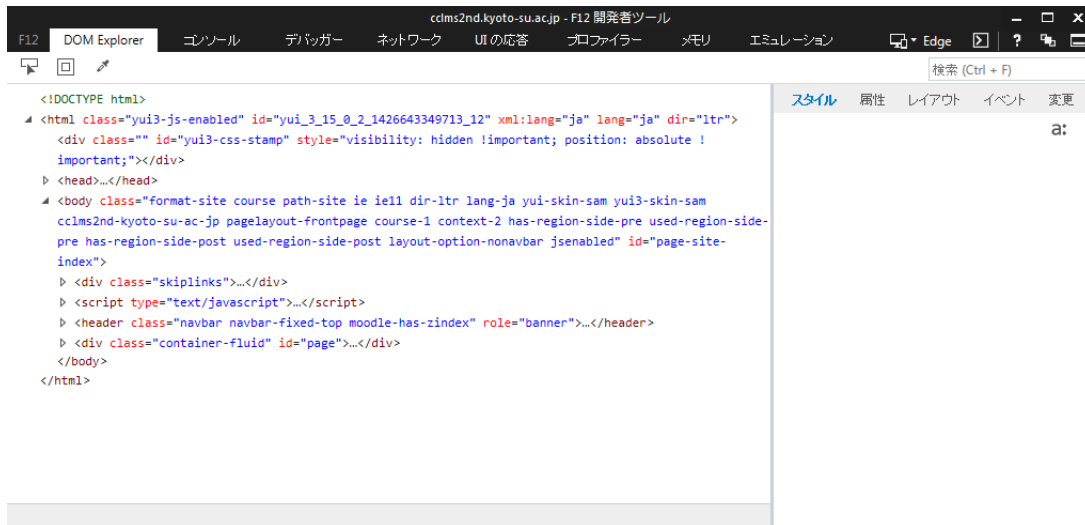 cclms2nd.kyoto-su.ac.jp - F12 開発者ツール
F12 DOM Explorer コンソール デバッガー ネットワーク UI の応答 プロファイラー メモリ エミュレーション Edge ?
検索 (Ctrl + F)
スタイル 属性 レイアウト イベント 変更
a:
<!DOCTYPE html>
<html class="yui3-js-enabled" id="yui_3_15_0_2_1426643349713_12" xml:lang="ja" lang="ja" dir="ltr">
<div class="" id="yui3-css-stamp" style="visibility: hidden !important; position: absolute !
important;"></div>
<head>…</head>
<body class="format-site course path-site ie ie11 dir-ltr lang-ja yui-skin-sam yui3-skin-sam
cclms2nd-kyoto-su-ac-jp pagelayout-frontpage course-1 context-2 has-region-side-pre used-region-side-
pre has-region-side-post used-region-side-post layout-option-nonavbar jsenabled" id="page-site-
index">
<div class="skiplinks">…</div>
<script type="text/javascript">…</script>
<header class="navbar navbar-fixed-top moodle-has-zindex" role="banner">…</header>
<div class="container-fluid" id="page">…</div>
</body>
</html>